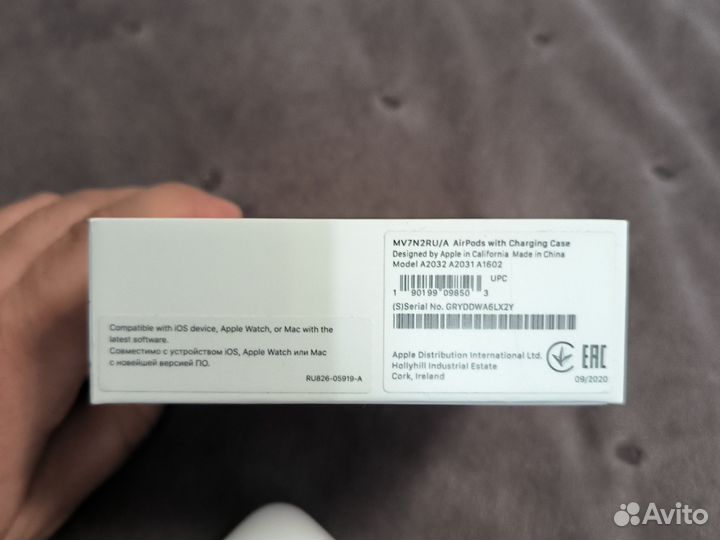 MV7N2RU/A AirPods with Charging Case
Designed by Apple in California Made in China
Model A2032 A2031 A1602
UPC
1 90199 09850 3
(S)Serial No. GRYDDWA6LX2Y
Compatible with iOS device, Apple Watch, or Mac with the
latest software.
Совместимо с устройством iOS, Apple Watch или Mac
с новейшей версией ПО.
RU826-05919-A
Apple Distribution International Ltd.
Hollyhill Industrial Estate
Cork, Ireland
EAC
09/2020
Avito